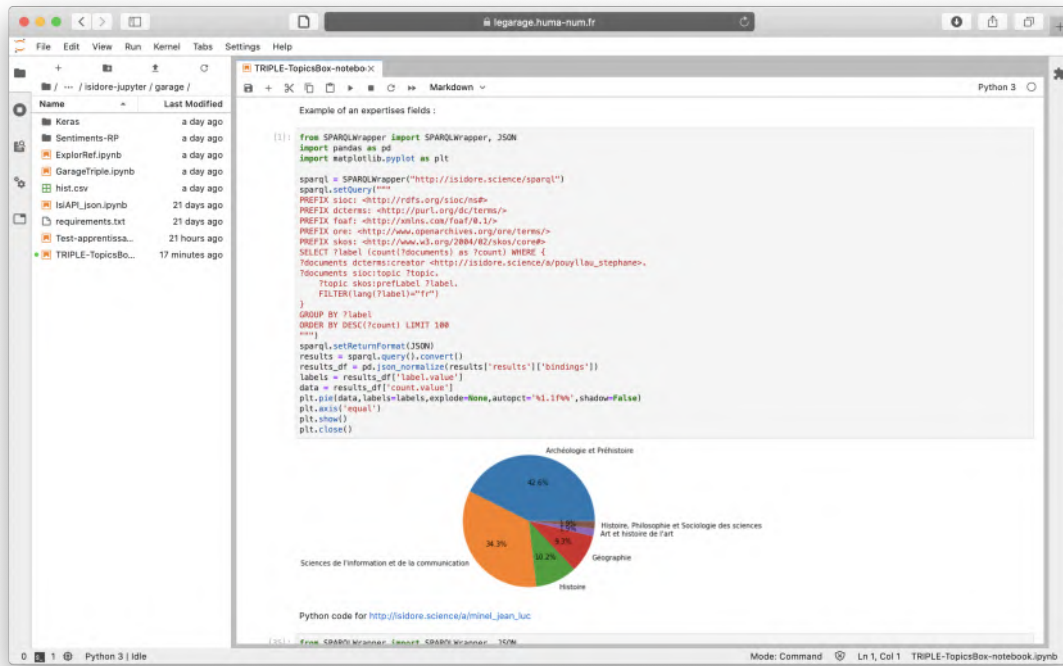 legarage.huma-num.fr
File Edit View Run Kernel Tabs Settings Help
/ ··· / isidore-jupyter / garage /
Name Last Modified
Keras a day ago
Sentiments-RP a day ago
ExplorRef.ipynb a day ago
GarageTriple.ipynb a day ago
hist.csv a day ago
IsiAPI_json.ipynb 21 days ago
requirements.txt 21 days ago
Test-apprentissa... 21 hours ago
TRIPLE-TopicsBo... 17 minutes ago
TRIPLE-TopicsBox-notebo
Markdown
Python 3
Example of an expertises fields :
[1]: from SPARQLWrapper import SPARQLWrapper, JSON
import pandas as pd
import matplotlib.pyplot as plt
sparql = SPARQLWrapper("http://isidore.science/sparql")
sparql.setQuery("""
PREFIX sioc: <http://rdfs.org/sioc/ns#>
PREFIX dcterms: <http://purl.org/dc/terms/>
PREFIX foaf: <http://xmlns.com/foaf/0.1/>
PREFIX ore: <http://www.openarchives.org/ore/terms/>
PREFIX skos: <http://www.w3.org/2004/02/skos/core#>
SELECT ?label (count(?documents) as ?count) WHERE {
?documents dcterms:creator <http://isidore.science/a/pouyllau_stephane>.
?documents sioc:topic ?topic.
?topic skos:prefLabel ?label.
FILTER(lang(?label)="fr")
}
GROUP BY ?label
ORDER BY DESC(?count) LIMIT 100
""")
sparql.setReturnFormat(JSON)
results = sparql.query().convert()
results_df = pd.json_normalize(results['results']['bindings'])
labels = results_df['label.value']
data = results_df['count.value']
plt.pie(data,labels=labels,explode=None,autopct='%1.1f%%',shadow=False)
plt.axis('equal')
plt.show()
plt.close()
Archéologie et Préhistoire
42.6%
Histoire, Philosophie et Sociologie des sciences
Art et histoire de l'art
9.3%
34.3%
10.2%
Géographie
Sciences de l'information et de la communication
Histoire
Python code for http://isidore.science/a/minel_jean_luc
from SPARQLWrapper import SPARQLWrapper, JSON
0 1 Python 3 | Idle
Mode: Command Ln 1, Col 1 TRIPLE-TopicsBox-notebook.ipynb